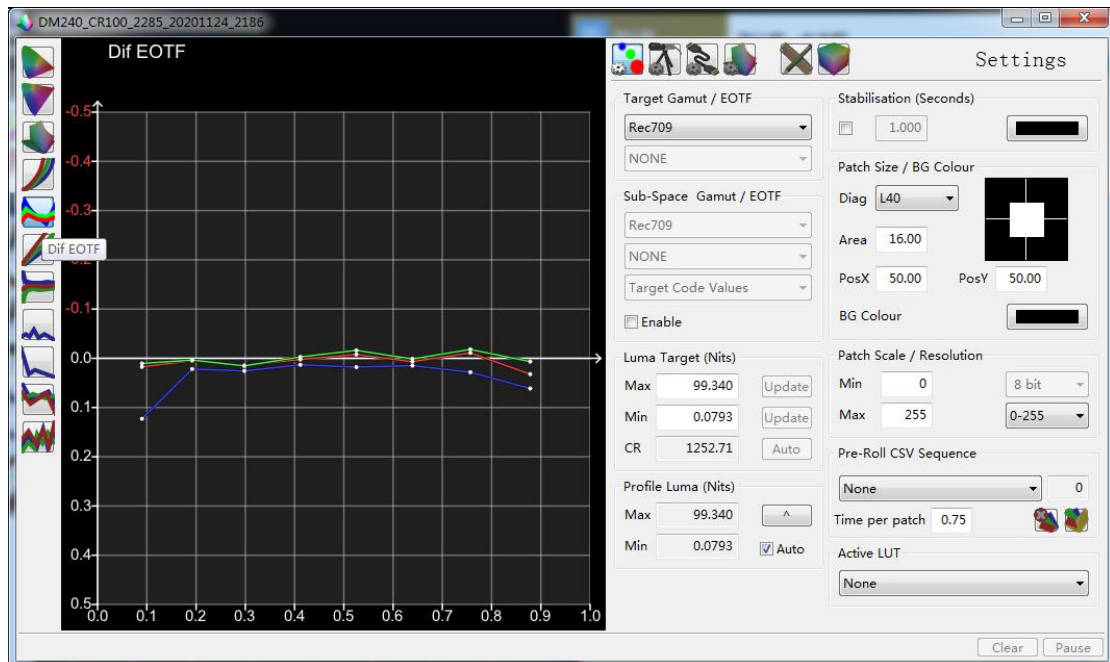 DM240_CR100_2285_20201124_2186
Dif EOTF
-0.5
-0.4
-0.3
Dif EOTF
-0.1
0.0
0.1
0.2
0.3
0.4
0.5
0.0 0.1 0.2 0.3 0.4 0.5 0.6 0.7 0.8 0.9 1.0
Settings
Target Gamut / EOTF
Rec709
NONE
Sub-Space Gamut / EOTF
Rec709
NONE
Target Code Values
Enable
Luma Target (Nits)
Max 99.340 Update
Min 0.0793 Update
CR 1252.71 Auto
Profile Luma (Nits)
Max 99.340 ^
Min 0.0793 Auto
Stabilisation (Seconds)
1.000
Patch Size / BG Colour
Diag L40
Area 16.00
PosX 50.00 PosY 50.00
BG Colour
Patch Scale / Resolution
Min 0 8 bit
Max 255 0-255
Pre-Roll CSV Sequence
None 0
Time per patch 0.75
Active LUT
None
Clear Pause